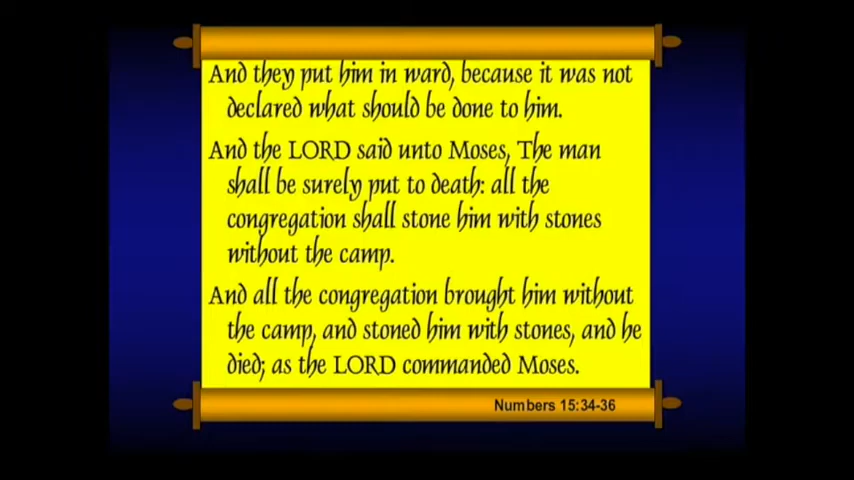 And they put him in ward, because it was not
declared what should be done to him.
And the LORD said unto Moses, The man
shall be surely put to death: all the
congregation shall stone him with stones
without the camp.
And all the congregation brought him without
the camp, and stoned him with stones, and he
died; as the LORD commanded Moses.
Numbers 15:34-36